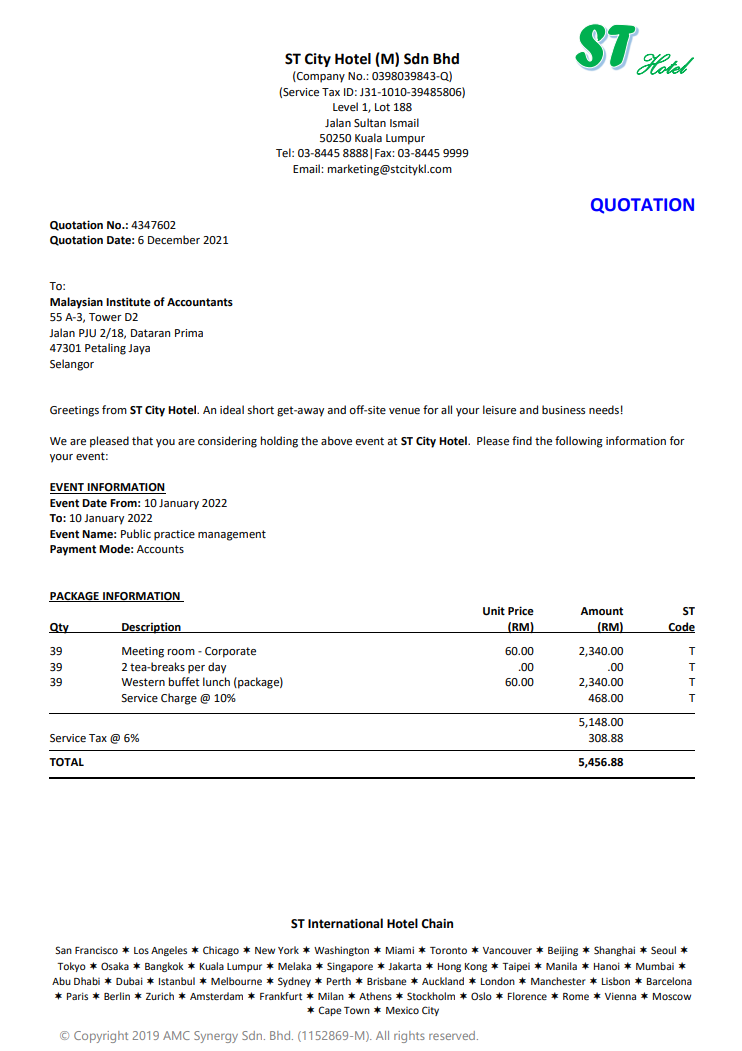 ST Hotel
ST City Hotel (M) Sdn Bhd
(Company No.: 0398039843-Q)
(Service Tax ID: J31-1010-39485806)
Level 1, Lot 188
Jalan Sultan Ismail
50250 Kuala Lumpur
Tel: 03-8445 8888|Fax: 03-8445 9999
Email: marketing@stcitykl.com
QUOTATION
Quotation No.: 4347602
Quotation Date: 6 December 2021
To:
Malaysian Institute of Accountants
55 A-3, Tower D2
Jalan PJU 2/18, Dataran Prima
47301 Petaling Jaya
Selangor
Greetings from ST City Hotel. An ideal short get-away and off-site venue for all your leisure and business needs!
We are pleased that you are considering holding the above event at ST City Hotel. Please find the following information for
your event:
EVENT INFORMATION
Event Date From: 10 January 2022
To: 10 January 2022
Event Name: Public practice management
Payment Mode: Accounts
PACKAGE INFORMATION
Unit Price Amount ST
Qty Description (RM) (RM) Code
39 Meeting room - Corporate 60.00 2,340.00 T
39 2 tea-breaks per day .00 .00 T
39 Western buffet lunch (package) 60.00 2,340.00 T
Service Charge @ 10% 468.00 T
5,148.00
Service Tax @ 6% 308.88
TOTAL 5,456.88
ST International Hotel Chain
San Francisco ✶ Los Angeles ✶ Chicago ✶ New York ✶ Washington ✶ Miami ✶ Toronto ✶ Vancouver ✶ Beijing ✶ Shanghai ✶ Seoul ✶
Tokyo ✶ Osaka ✶ Bangkok ✶ Kuala Lumpur ✶ Melaka ✶ Singapore ✶ Jakarta ✶ Hong Kong ✶ Taipei ✶ Manila ✶ Hanoi ✶ Mumbai ✶
Abu Dhabi ✶ Dubai ✶ Istanbul ✶ Melbourne ✶ Sydney ✶ Perth ✶ Brisbane ✶ Auckland ✶ London ✶ Manchester ✶ Lisbon ✶ Barcelona
✶ Paris ✶ Berlin ✶ Zurich ✶ Amsterdam ✶ Frankfurt ✶ Milan ✶ Athens ✶ Stockholm ✶ Oslo ✶ Florence ✶ Rome ✶ Vienna ✶ Moscow
✶ Cape Town ✶ Mexico City
© Copyright 2019 AMC Synergy Sdn. Bhd. (1152869-M). All rights reserved.